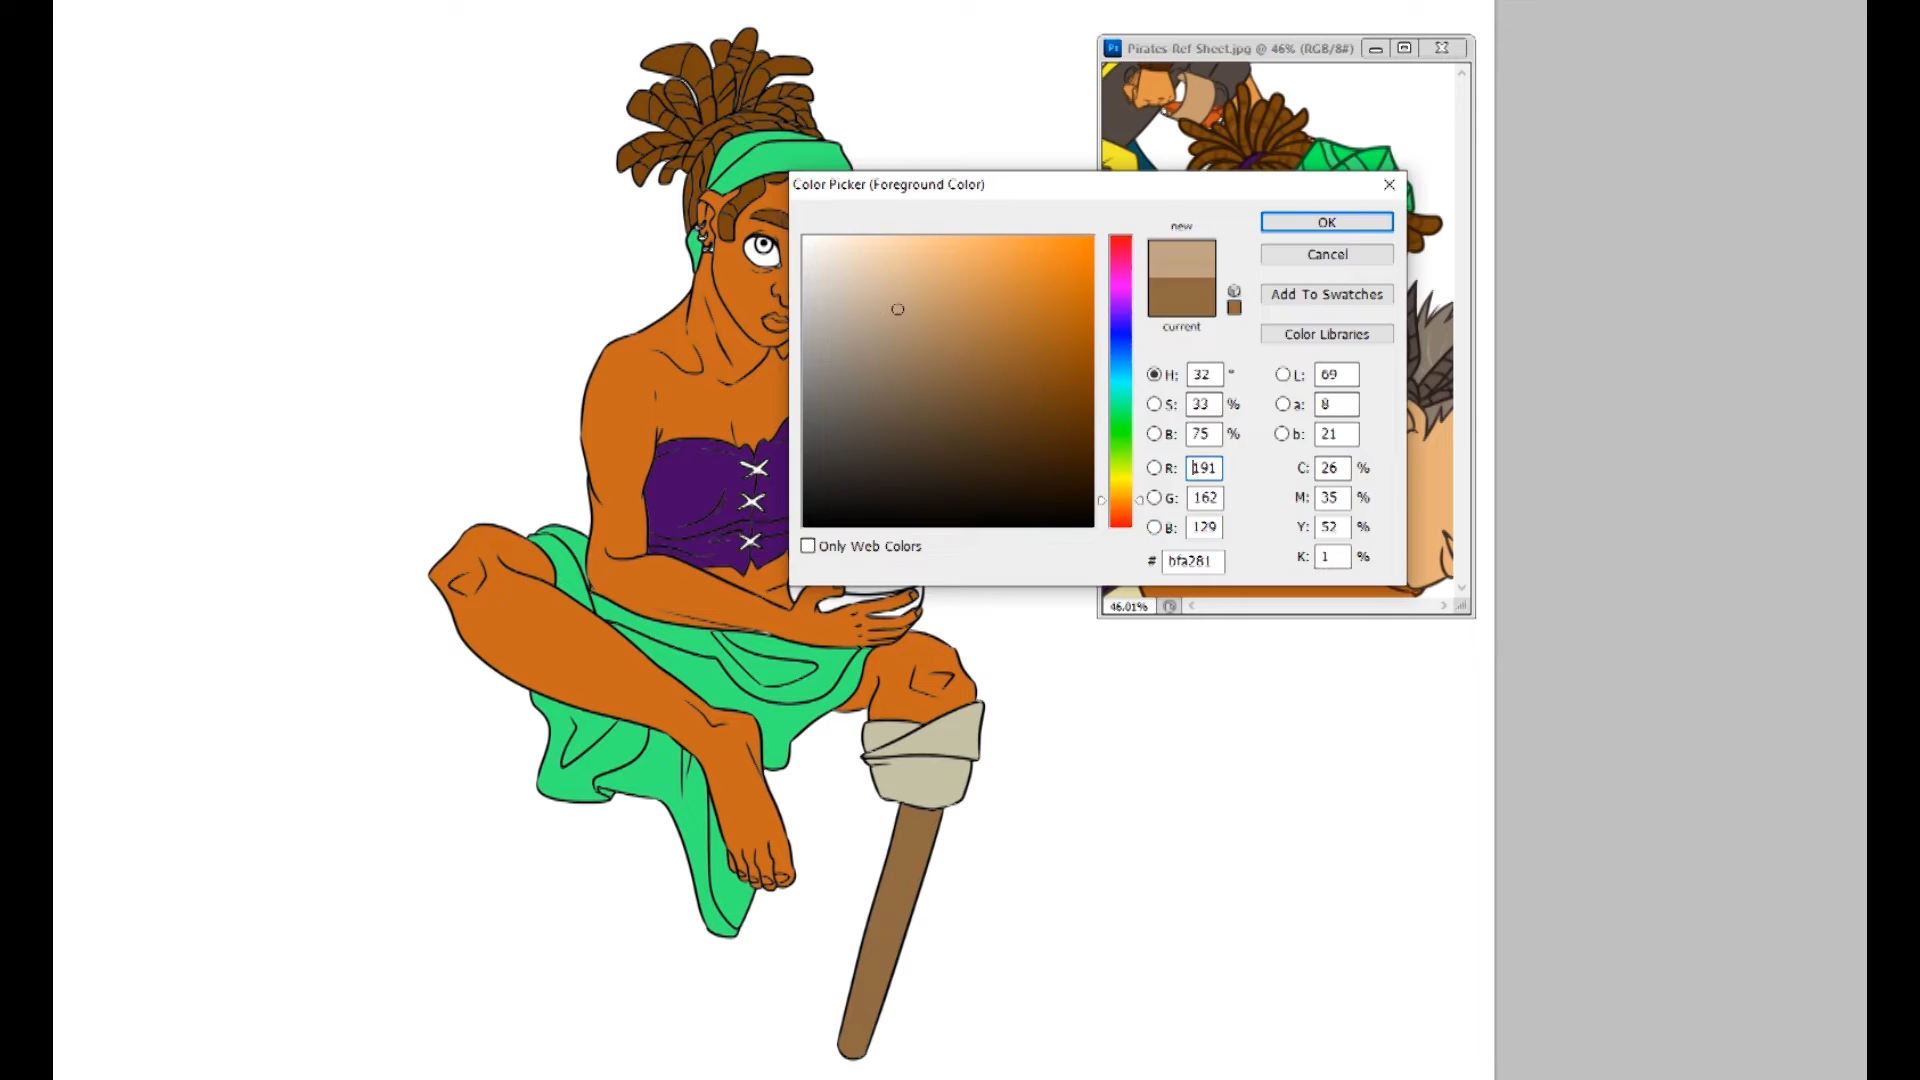 Ps Pirates Ref Sheet.jpg @ 46% (RGB/8#)
Color Picker (Foreground Color)
new
OK
Cancel
Add To Swatches
current
Color Libraries
H: 32 ° L: 69
S: 33 % a: 8
B: 75 % b: 21
R: 191 C: 26 %
G: 162 M: 35 %
B: 129 Y: 52 %
Only Web Colors
# bfa281 K: 1 %
46.01%